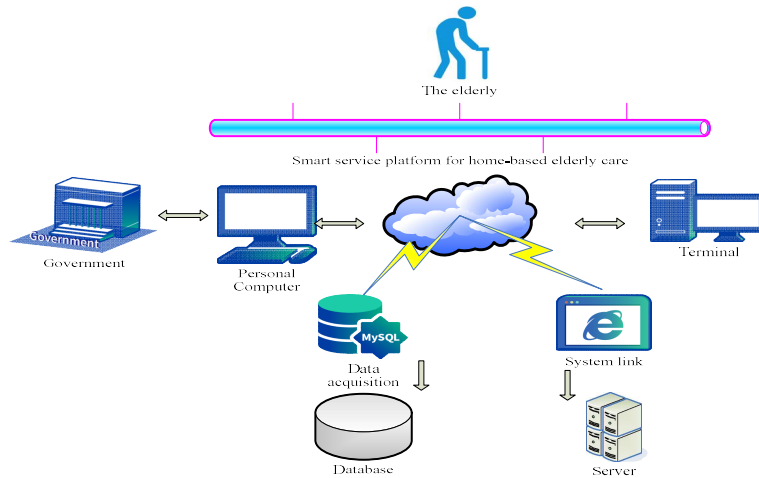 The elderly
Smart service platform for home-based elderly care
Government
Government
Personal
Computer
Terminal
MySQL
Data
acquisition
System link
Database
Server